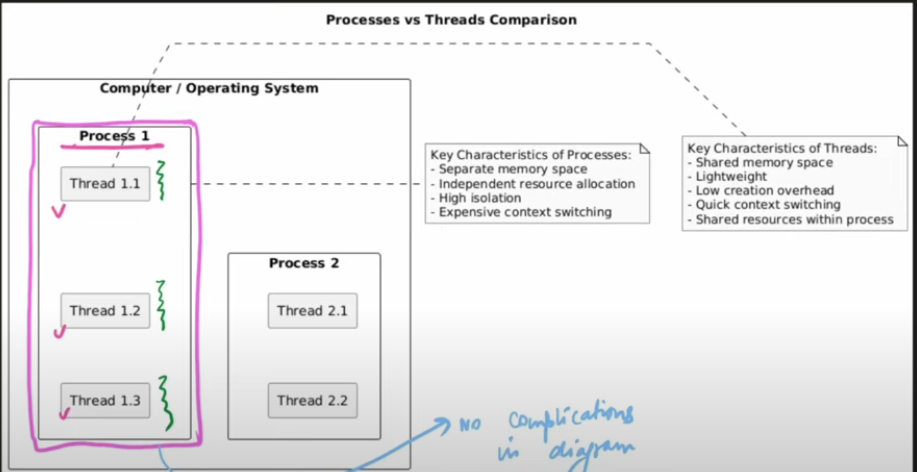 Processes vs Threads Comparison
Computer / Operating System
Process 1
Thread 1.1
Thread 1.2
Thread 1.3
Process 2
Thread 2.1
Thread 2.2
Key Characteristics of Processes:
- Separate memory space
- Independent resource allocation
- High isolation
- Expensive context switching
Key Characteristics of Threads:
- Shared memory space
- Lightweight
- Low creation overhead
- Quick context switching
- Shared resources within process
NO complications
in diagram